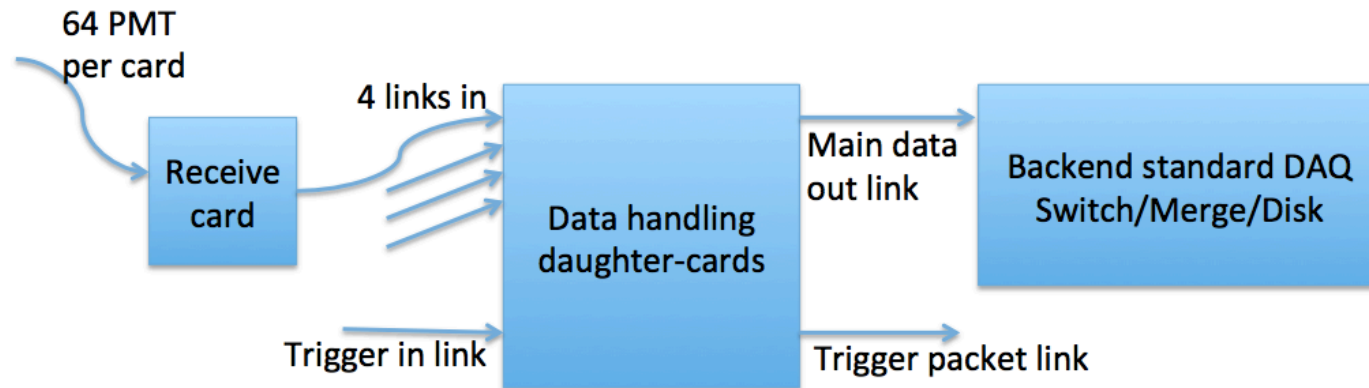 64 PMT
per card
4 links in
Receive
card
Data handling
daughter-cards
Main data
out link
Backend standard DAQ
Switch/Merge/Disk
Trigger in link
Trigger packet link